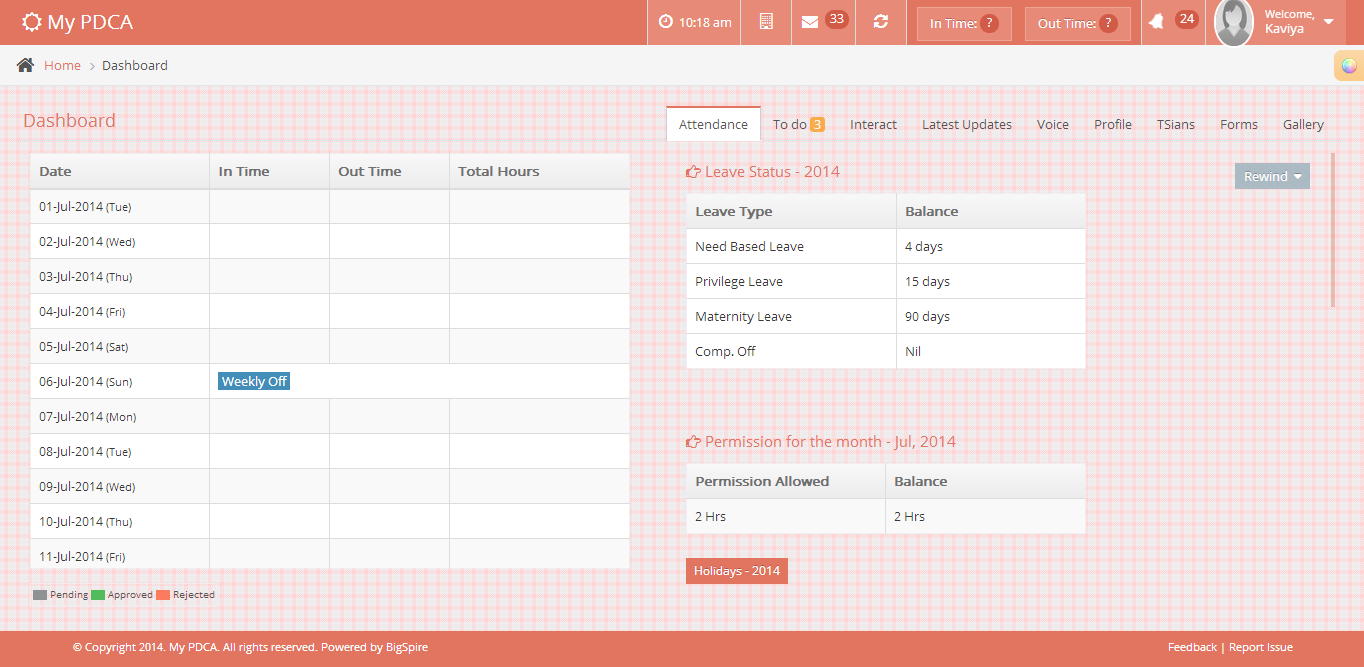 My PDCA
10:18 am
33
In Time: ?
Out Time: ?
24
Welcome,
Kaviya
Home > Dashboard
Dashboard
Date In Time Out Time Total Hours
01-Jul-2014 (Tue)
02-Jul-2014 (Wed)
03-Jul-2014 (Thu)
04-Jul-2014 (Fri)
05-Jul-2014 (Sat)
06-Jul-2014 (Sun) Weekly Off
07-Jul-2014 (Mon)
08-Jul-2014 (Tue)
09-Jul-2014 (Wed)
10-Jul-2014 (Thu)
11-Jul-2014 (Fri)
Pending Approved Rejected
Attendance To do 3 Interact Latest Updates Voice Profile TSians Forms Gallery
Leave Status - 2014
Rewind
Leave Type Balance
Need Based Leave 4 days
Privilege Leave 15 days
Maternity Leave 90 days
Comp. Off Nil
Permission for the month - Jul, 2014
Permission Allowed Balance
2 Hrs 2 Hrs
Holidays - 2014
© Copyright 2014. My PDCA. All rights reserved. Powered by BigSpire
Feedback | Report Issue